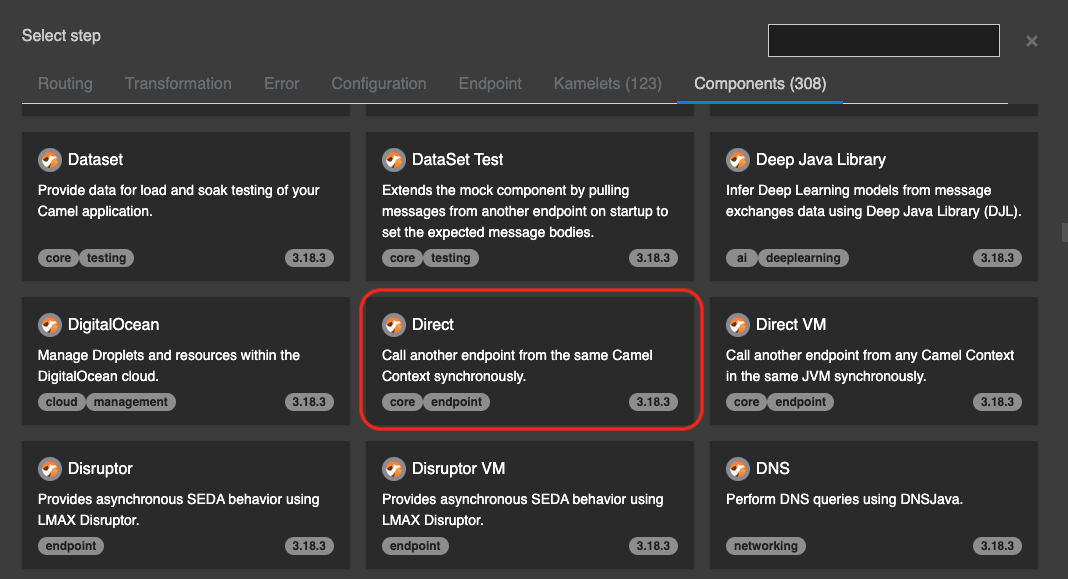 Select step
Routing Transformation Error Configuration Endpoint Kamelets (123) Components (308)
Dataset
Provide data for load and soak testing of your
Camel application.
core testing 3.18.3
DataSet Test
Extends the mock component by pulling
messages from another endpoint on startup to
set the expected message bodies.
core testing 3.18.3
Deep Java Library
Infer Deep Learning models from message
exchanges data using Deep Java Library (DJL).
ai deeplearning 3.18.3
DigitalOcean
Manage Droplets and resources within the
DigitalOcean cloud.
cloud management 3.18.3
Direct
Call another endpoint from the same Camel
Context synchronously.
core endpoint 3.18.3
Direct VM
Call another endpoint from any Camel Context
in the same JVM synchronously.
core endpoint 3.18.3
Disruptor
Provides asynchronous SEDA behavior using
LMAX Disruptor.
endpoint 3.18.3
Disruptor VM
Provides asynchronous SEDA behavior using
LMAX Disruptor.
endpoint 3.18.3
DNS
Perform DNS queries using DNSJava.
networking 3.18.3